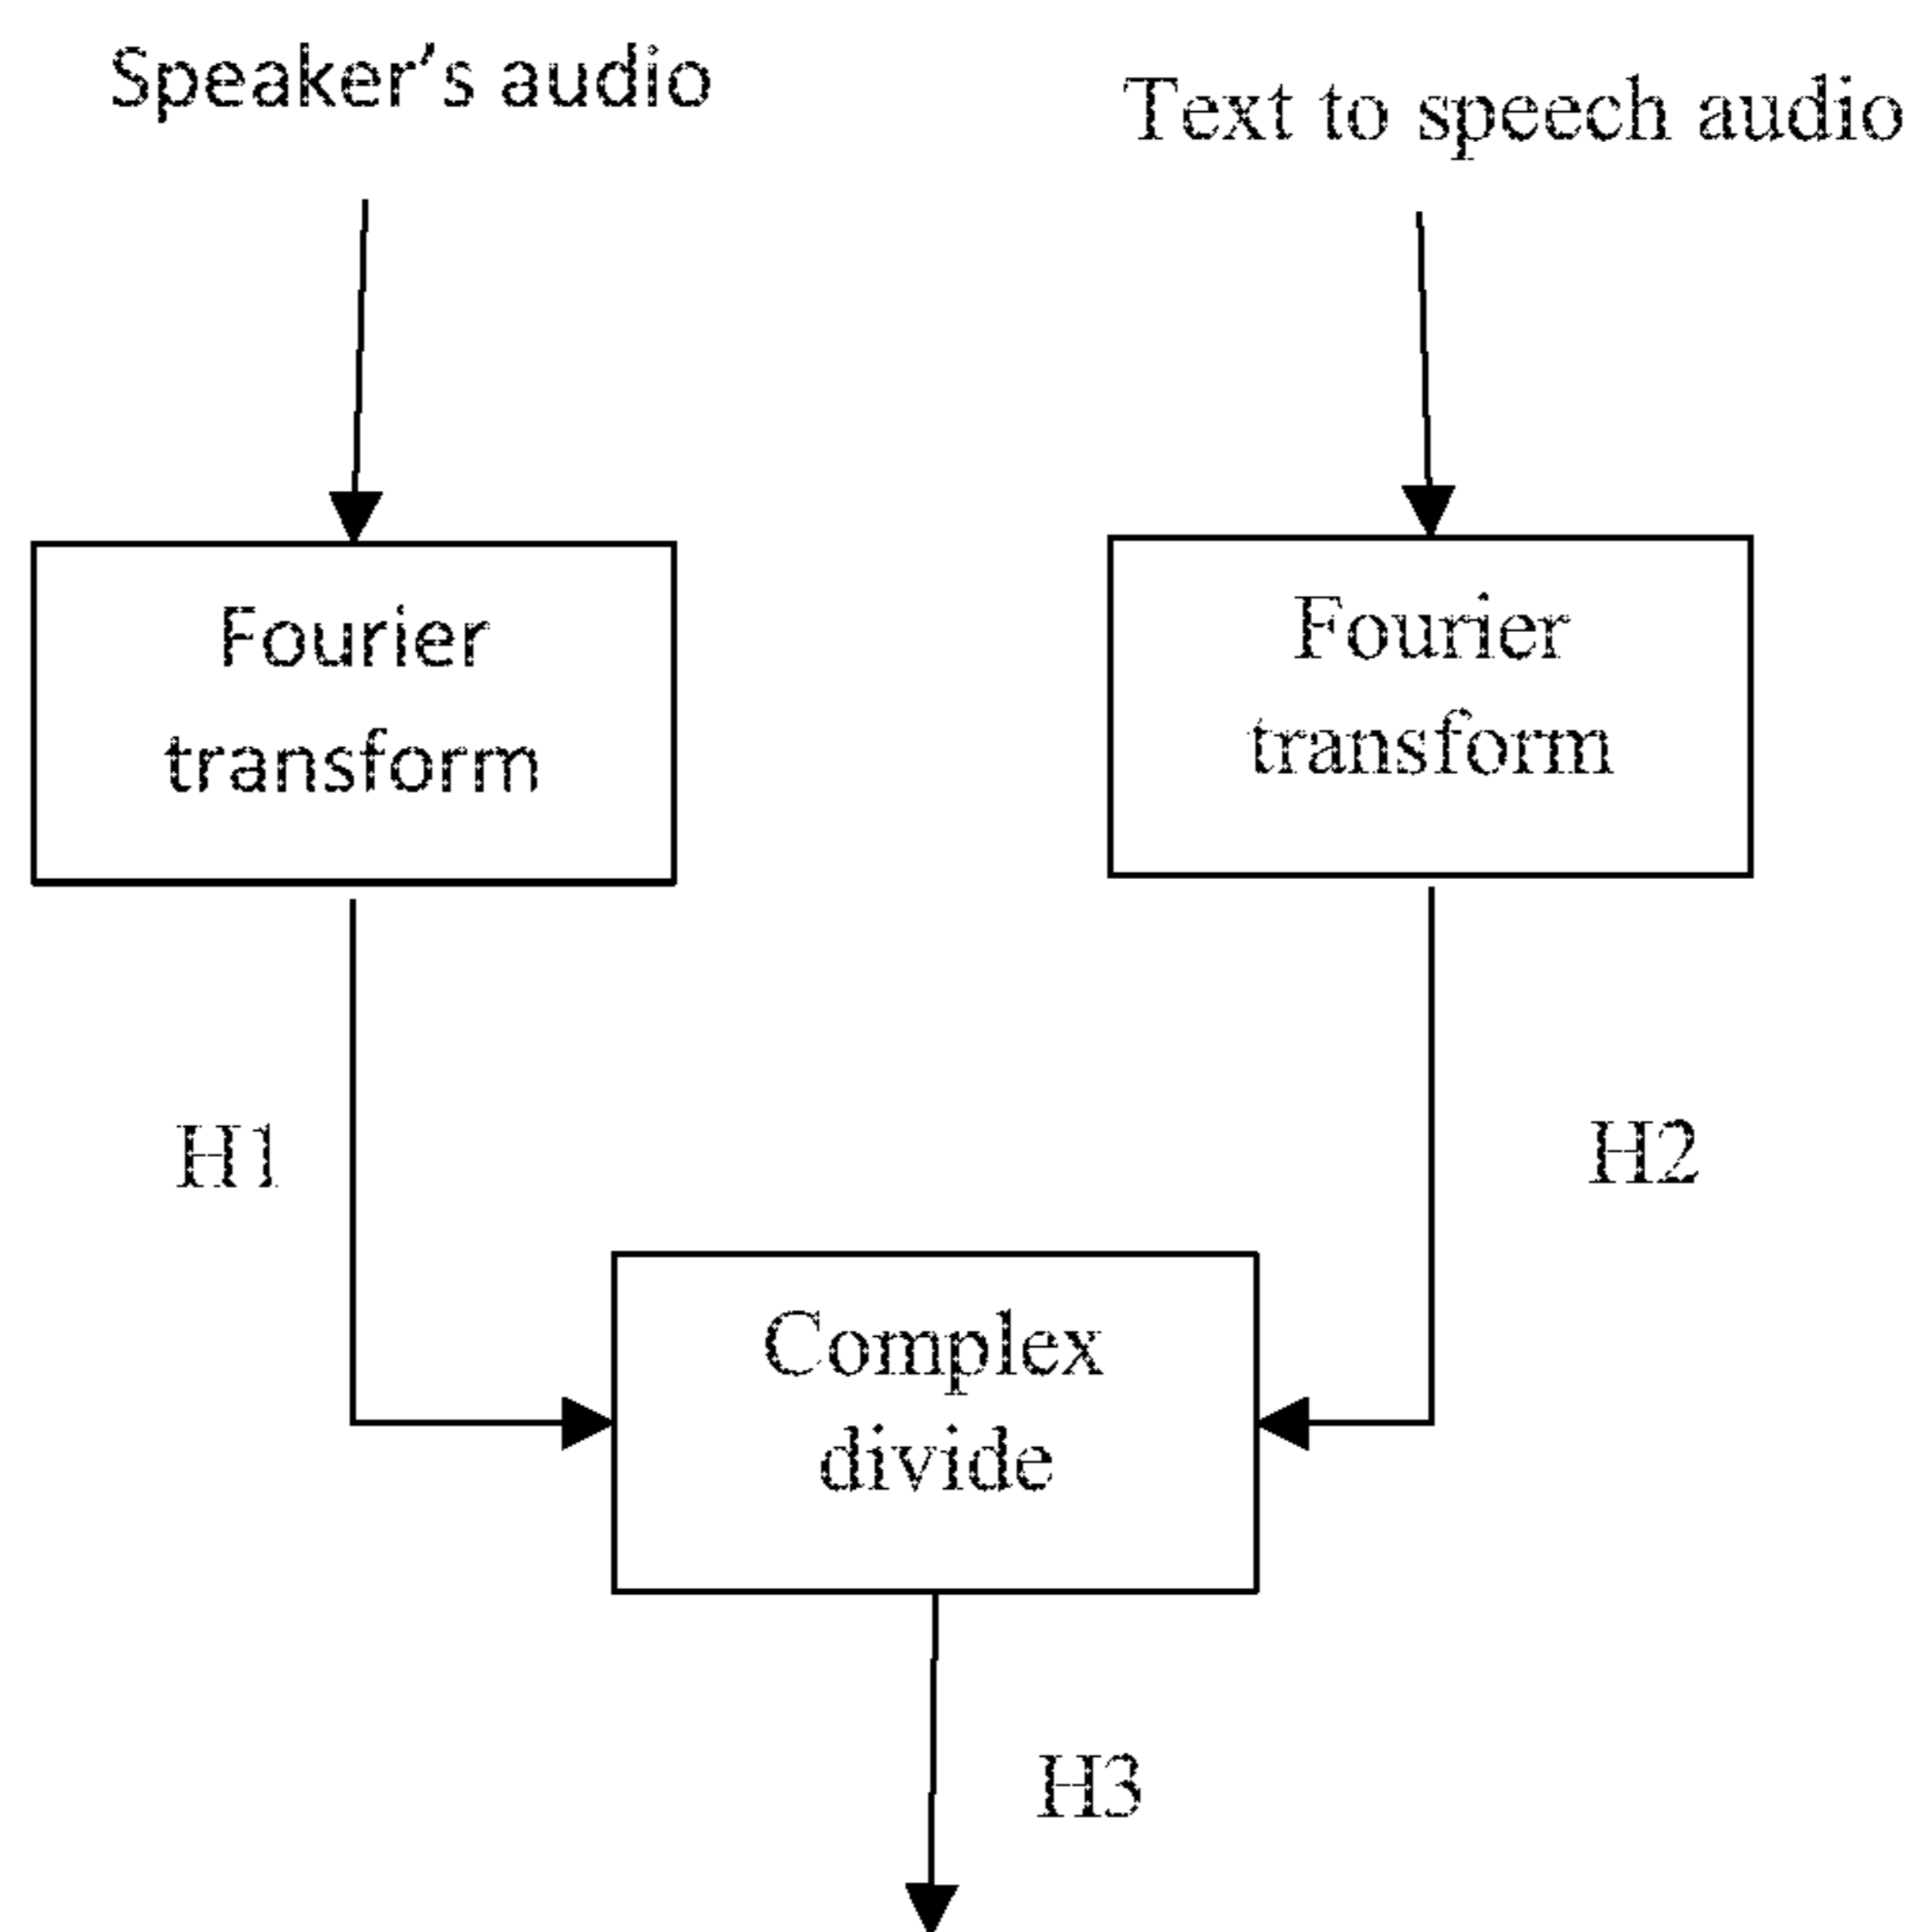 Speaker’s audio
Text to speech audio
Fourier
transform
Fourier
transform
H1
H2
Complex
divide
H3